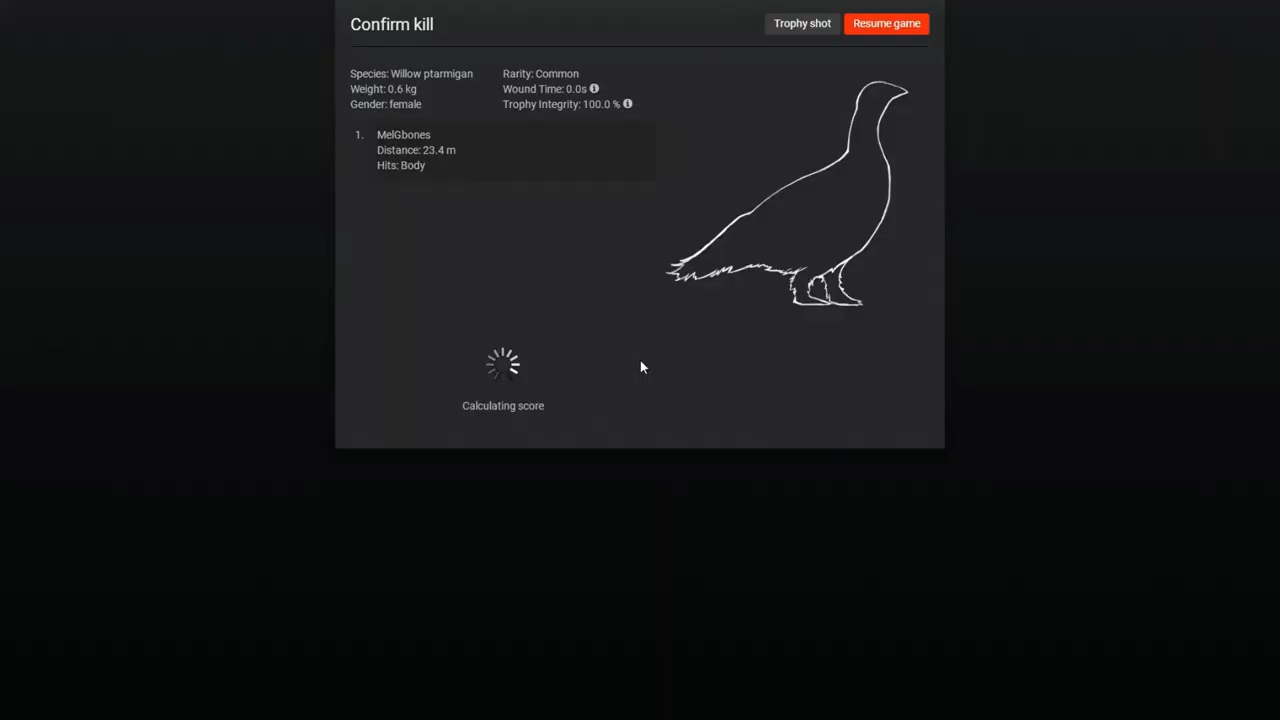 Confirm kill
Trophy shot
Resume game
Species: Willow ptarmigan
Weight: 0.6 kg
Gender: female
Rarity: Common
Wound Time: 0.0s
Trophy Integrity: 100.0 %
1. MelGbones
Distance: 23.4 m
Hits: Body
Calculating score